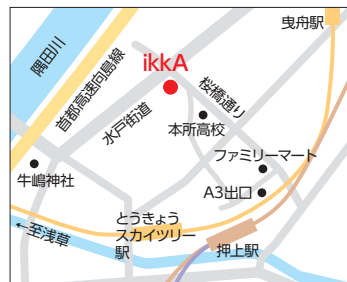 曳舟駅
隅田川
首都高速向島線
ikkA
水戸街道
桜橋通り
本所高校
ファミリーマート
牛嶋神社
A3出口
とうきょう
スカイツリー
駅
←至浅草
押上駅